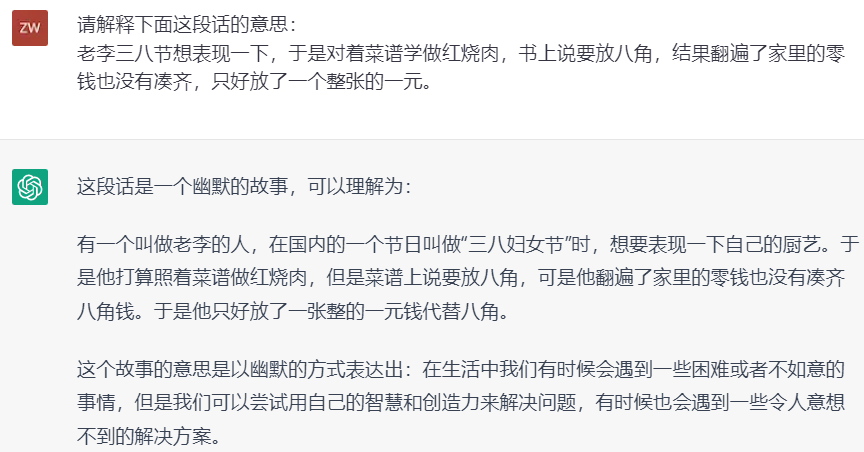 ZW
请解释下面这段话的意思：
老李三八节想表现一下，于是对着菜谱学做红烧肉，书上说要放八角，结果翻遍了家里的零
钱也没有凑齐，只好放了一个整张的一元。
这段话是一个幽默的故事，可以理解为：
有一个叫做老李的人，在国内的一个节日叫做“三八妇女节”时，想要表现一下自己的厨艺。于
是他打算照着菜谱做红烧肉，但是菜谱上说要放八角，可是他翻遍了家里的零钱也没有凑齐
八角钱。于是他只好放了一张整的一元钱代替八角。
这个故事的意思是以幽默的方式表达出：在生活中我们有时候会遇到一些困难或者不如意的
事情，但是我们可以尝试用自己的智慧和创造力来解决问题，有时候也会遇到一些令人意想
不到的解决方案。